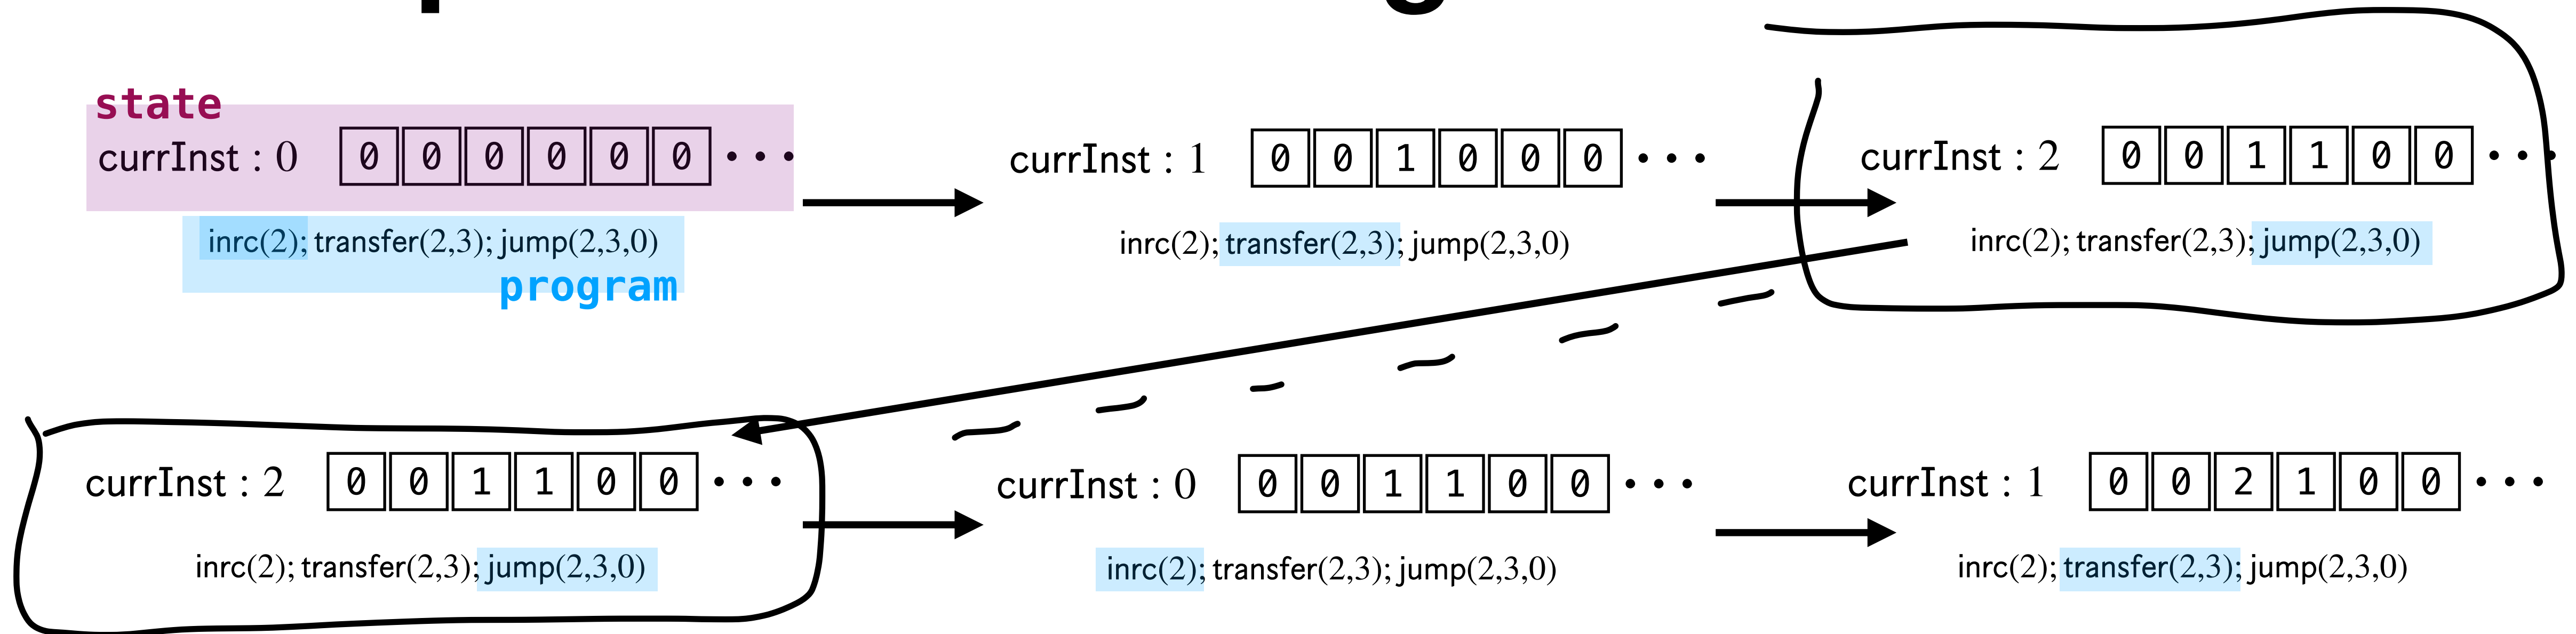 state
currInst : 0 0 0 0 0 0 0 ···
inrc(2); transfer(2,3); jump(2,3,0)
program
currInst : 1 0 0 1 0 0 0 ···
inrc(2); transfer(2,3); jump(2,3,0)
currInst : 2 0 0 1 1 0 0 ···
inrc(2); transfer(2,3); jump(2,3,0)
currInst : 2 0 0 1 1 0 0 ···
inrc(2); transfer(2,3); jump(2,3,0)
currInst : 0 0 0 1 1 0 0 ···
inrc(2); transfer(2,3); jump(2,3,0)
currInst : 1 0 0 2 1 0 0 ···
inrc(2); transfer(2,3); jump(2,3,0)